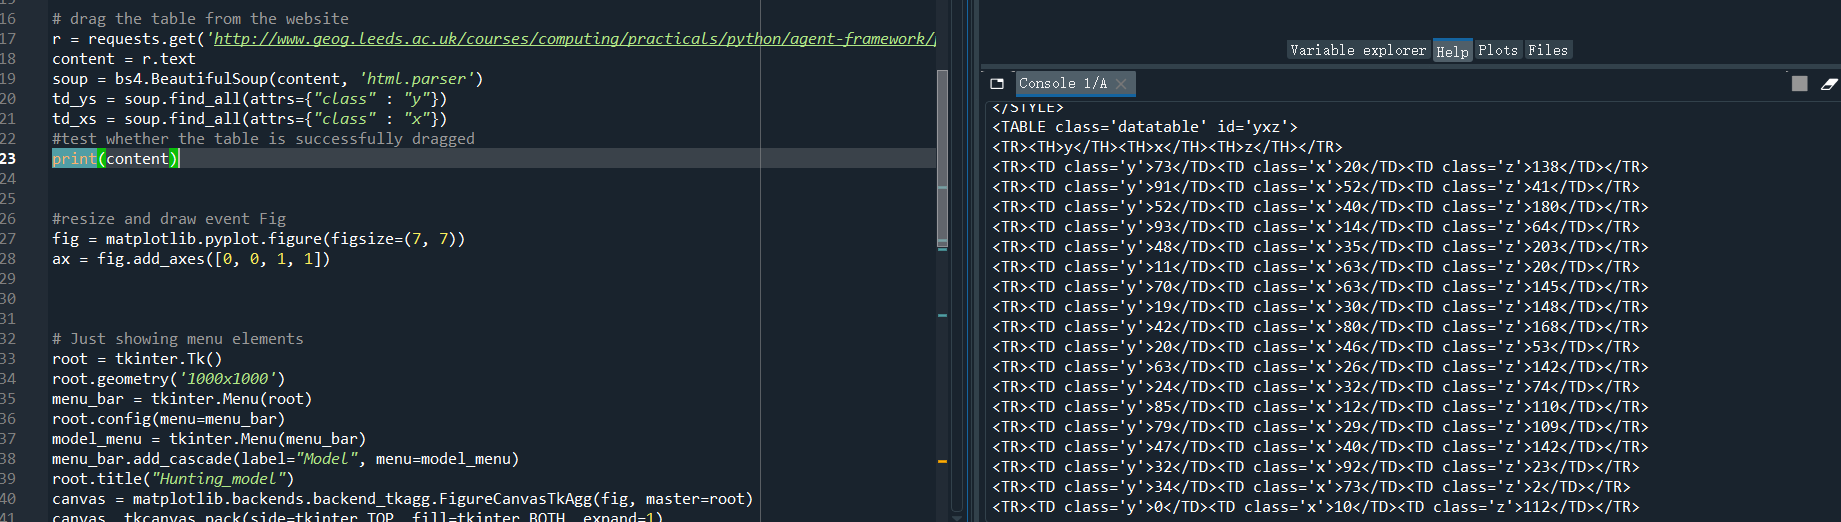 16 # drag the table from the website
17 r = requests.get('http://www.geog.leeds.ac.uk/courses/computing/practicals/python/agent-framework/
18 content = r.text
19 soup = bs4.BeautifulSoup(content, 'html.parser')
20 td_ys = soup.find_all(attrs={"class" : "y"})
21 td_xs = soup.find_all(attrs={"class" : "x"})
22 #test whether the table is successfully dragged
23 print(content)
24
25
26 #resize and draw event Fig
27 fig = matplotlib.pyplot.figure(figsize=(7, 7))
28 ax = fig.add_axes([0, 0, 1, 1])
29
30
31
32 # Just showing menu elements
33 root = tkinter.Tk()
34 root.geometry('1000x1000')
35 menu_bar = tkinter.Menu(root)
36 root.config(menu=menu_bar)
37 model_menu = tkinter.Menu(menu_bar)
38 menu_bar.add_cascade(label="Model", menu=model_menu)
39 root.title("Hunting_model")
40 canvas = matplotlib.backends.backend_tkagg.FigureCanvasTkAgg(fig, master=root)
41 canvas._tkcanvas.pack(side=tkinter.TOP, fill=tkinter.BOTH, expand=1)
Variable explorer Help Plots Files
Console 1/A
</STYLE>
<TABLE class='datatable' id='yxz'>
<TR><TH>y</TH><TH>x</TH><TH>z</TH></TR>
<TR><TD class='y'>73</TD><TD class='x'>20</TD><TD class='z'>138</TD></TR>
<TR><TD class='y'>91</TD><TD class='x'>52</TD><TD class='z'>41</TD></TR>
<TR><TD class='y'>52</TD><TD class='x'>40</TD><TD class='z'>180</TD></TR>
<TR><TD class='y'>93</TD><TD class='x'>14</TD><TD class='z'>64</TD></TR>
<TR><TD class='y'>48</TD><TD class='x'>35</TD><TD class='z'>203</TD></TR>
<TR><TD class='y'>11</TD><TD class='x'>63</TD><TD class='z'>20</TD></TR>
<TR><TD class='y'>70</TD><TD class='x'>63</TD><TD class='z'>145</TD></TR>
<TR><TD class='y'>19</TD><TD class='x'>30</TD><TD class='z'>148</TD></TR>
<TR><TD class='y'>42</TD><TD class='x'>80</TD><TD class='z'>168</TD></TR>
<TR><TD class='y'>20</TD><TD class='x'>46</TD><TD class='z'>53</TD></TR>
<TR><TD class='y'>63</TD><TD class='x'>26</TD><TD class='z'>142</TD></TR>
<TR><TD class='y'>24</TD><TD class='x'>32</TD><TD class='z'>74</TD></TR>
<TR><TD class='y'>85</TD><TD class='x'>12</TD><TD class='z'>110</TD></TR>
<TR><TD class='y'>79</TD><TD class='x'>29</TD><TD class='z'>109</TD></TR>
<TR><TD class='y'>47</TD><TD class='x'>40</TD><TD class='z'>142</TD></TR>
<TR><TD class='y'>32</TD><TD class='x'>92</TD><TD class='z'>23</TD></TR>
<TR><TD class='y'>34</TD><TD class='x'>73</TD><TD class='z'>2</TD></TR>
<TR><TD class='y'>0</TD><TD class='x'>10</TD><TD class='z'>112</TD></TR>